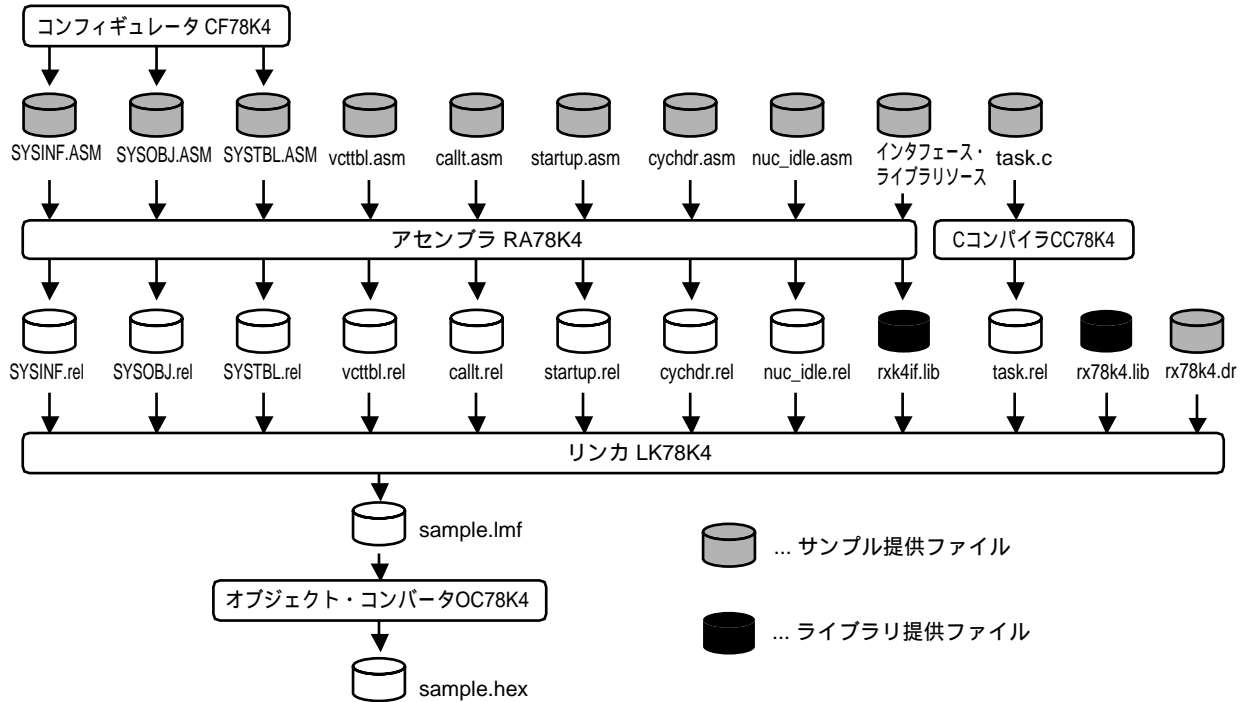 コンフィギュレータ CF78K4
SYSINF.ASM
SYSOBJ.ASM
SYSTBL.ASM
vcttbl.asm
callt.asm
startup.asm
cychdr.asm
nuc_idle.asm
インタフェース・
ライブラリソース
task.c
アセンブラ RA78K4
CコンパイラCC78K4
SYSINF.rel
SYSOBJ.rel
SYSTBL.rel
vcttbl.rel
callt.rel
startup.rel
cychdr.rel
nuc_idle.rel
rxk4if.lib
task.rel
rx78k4.lib
rx78k4.dr
リンカ LK78K4
sample.lmf
... サンプル提供ファイル
オブジェクト・コンバータOC78K4
... ライブラリ提供ファイル
sample.hex